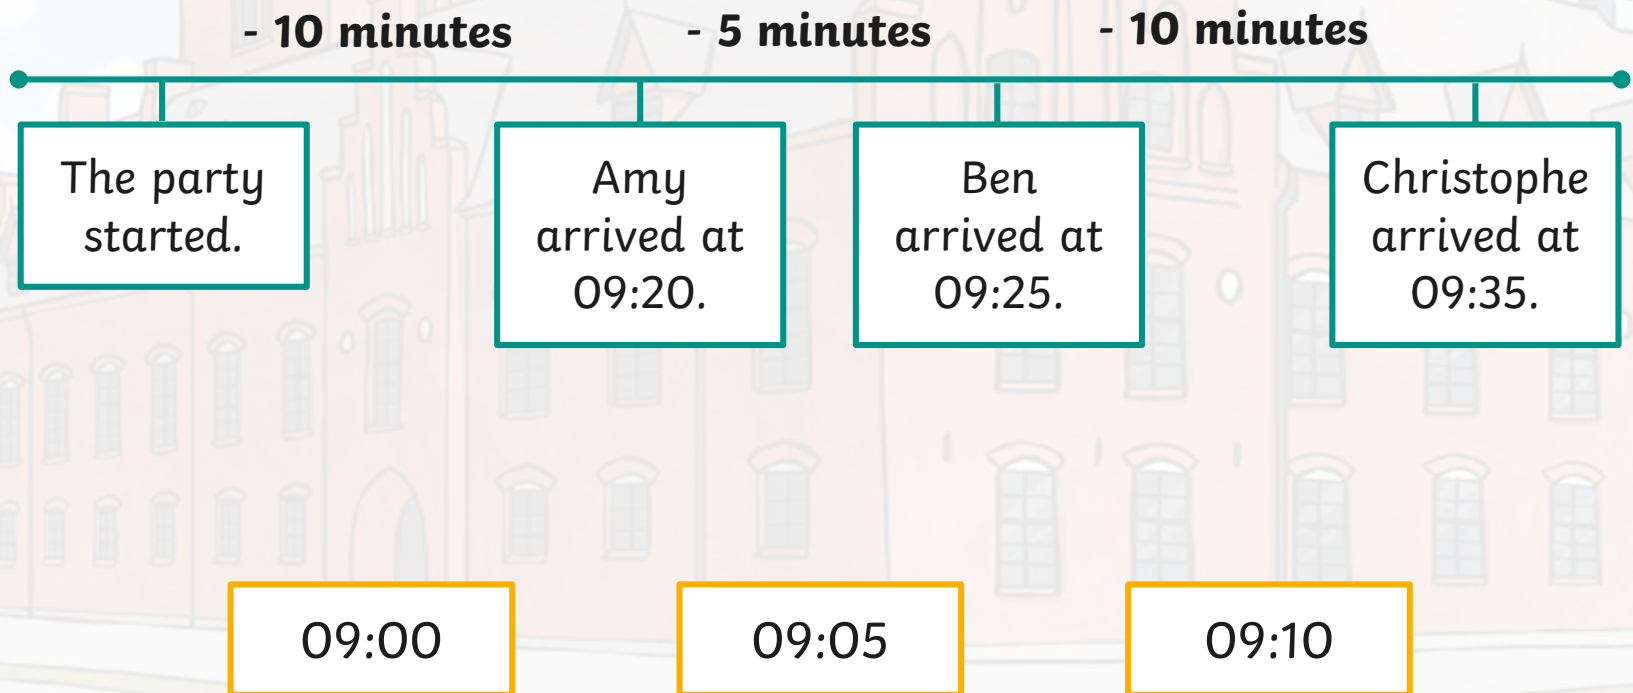 - 10 minutes - 5 minutes - 10 minutes
The party
started.
Amy
arrived at
09:20.
Ben
arrived at
09:25.
Christophe
arrived at
09:35.
09:00
09:05
09:10